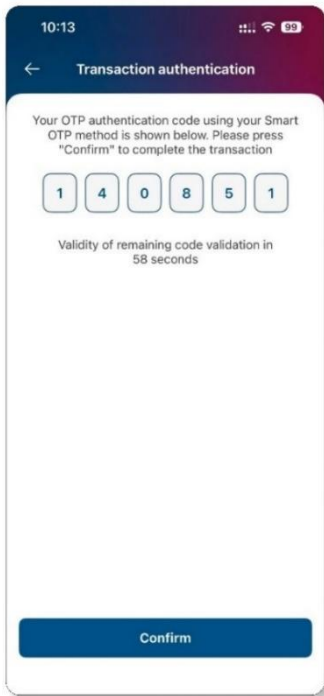 10:13 99
Transaction authentication
Your OTP authentication code using your Smart
OTP method is shown below. Please press
"Confirm" to complete the transaction
1 4 0 8 5 1
Validity of remaining code validation in
58 seconds
Confirm